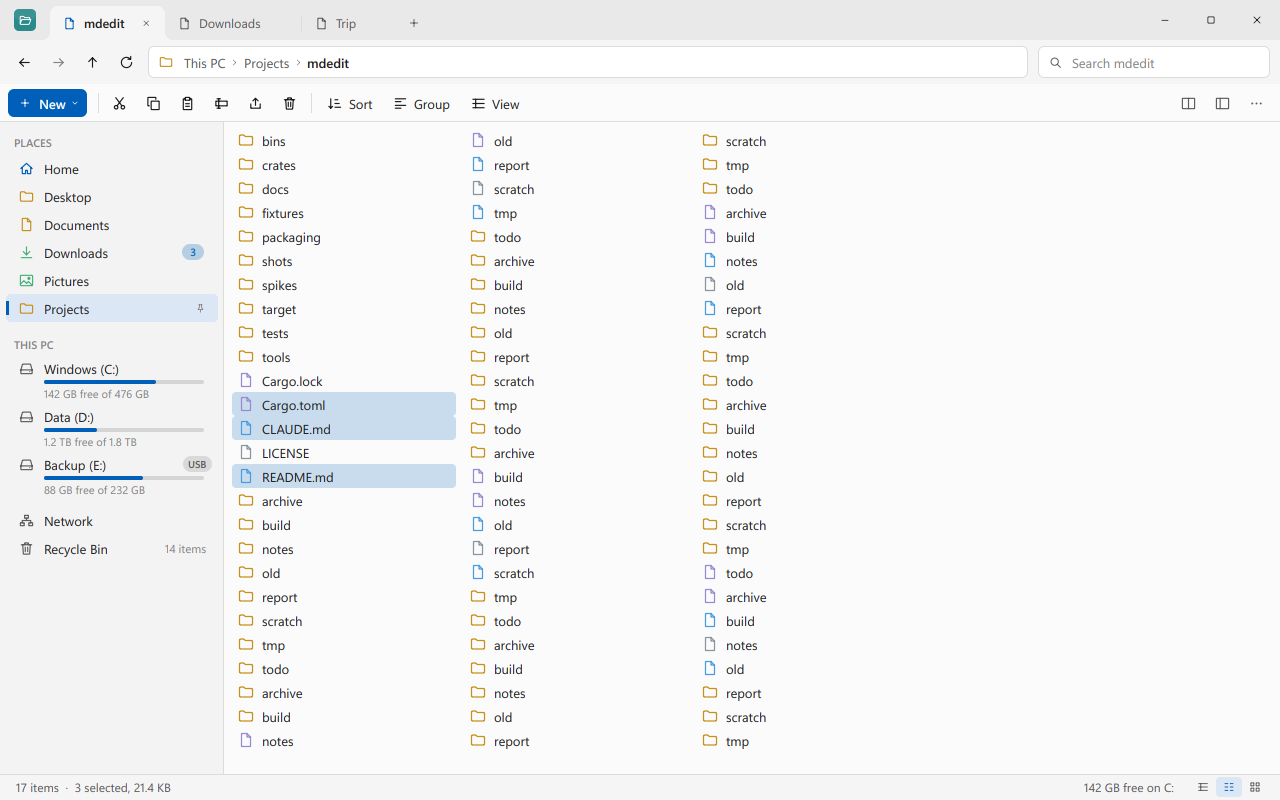 mdedit
Downloads
Trip
This PC
Projects
mdedit
Search mdedit
New
Sort
Group
View
PLACES
Home
Desktop
Documents
Downloads
3
Pictures
Projects
THIS PC
Windows (C:)
142 GB free of 476 GB
Data (D:)
1.2 TB free of 1.8 TB
Backup (E:)
USB
88 GB free of 232 GB
Network
Recycle Bin
14 items
bins
crates
docs
fixtures
packaging
shots
spikes
target
tests
tools
Cargo.lock
Cargo.toml
CLAUDE.md
LICENSE
README.md
archive
build
notes
old
report
scratch
tmp
todo
archive
build
notes
old
report
scratch
tmp
todo
archive
build
notes
old
report
scratch
tmp
todo
archive
build
notes
old
report
scratch
tmp
todo
archive
build
notes
old
report
scratch
tmp
todo
archive
build
notes
old
report
scratch
tmp
todo
archive
build
notes
old
report
scratch
tmp
todo
archive
build
notes
old
report
scratch
tmp
17 items · 3 selected, 21.4 KB
142 GB free on C: